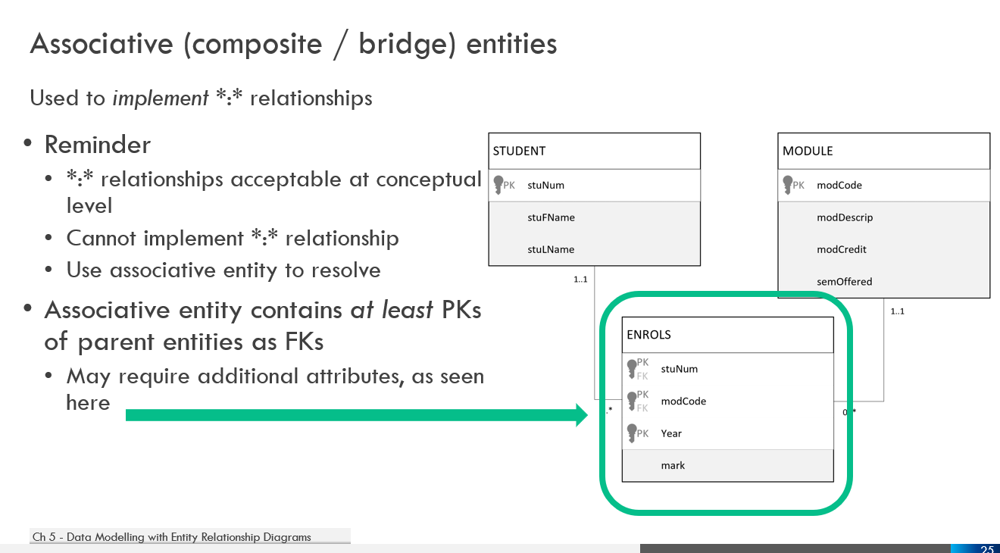 Associative (composite / bridge) entities
Used to implement *:* relationships
• Reminder
• *:* relationships acceptable at conceptual
level
• Cannot implement *:* relationship
• Use associative entity to resolve
• Associative entity contains at least PKs
of parent entities as FKs
• May require additional attributes, as seen
here
STUDENT
PK stuNum
stuFName
stuLName
1..1
MODULE
PK modCode
modDescrip
modCredit
semOffered
1..1
ENROLS
PK
FK stuNum
PK
FK modCode
PK Year
mark
.*
0..*
Ch 5 - Data Modelling with Entity Relationship Diagrams
25